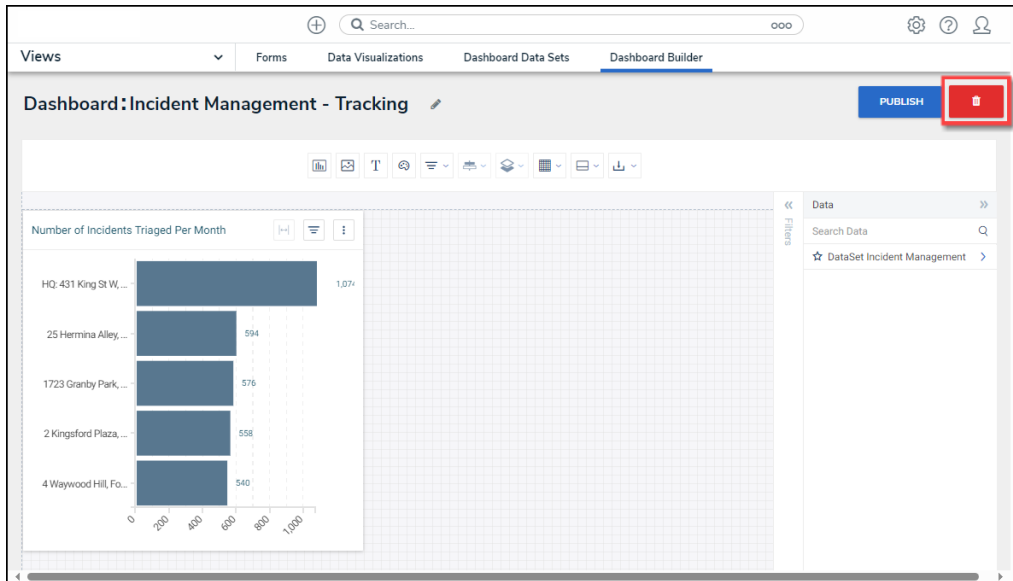 Search...
Views
Forms
Data Visualizations
Dashboard Data Sets
Dashboard Builder
Dashboard: Incident Management - Tracking
PUBLISH
T
Filters
Data
Search Data
DataSet Incident Management
Number of Incidents Triaged Per Month
HQ: 431 King St W, ...
1,074
25 Hermina Alley, ...
594
1723 Granby Park, ...
576
2 Kingsford Plaza, ...
558
4 Waywood Hill, Fo...
540
0 200 400 600 800 1,000